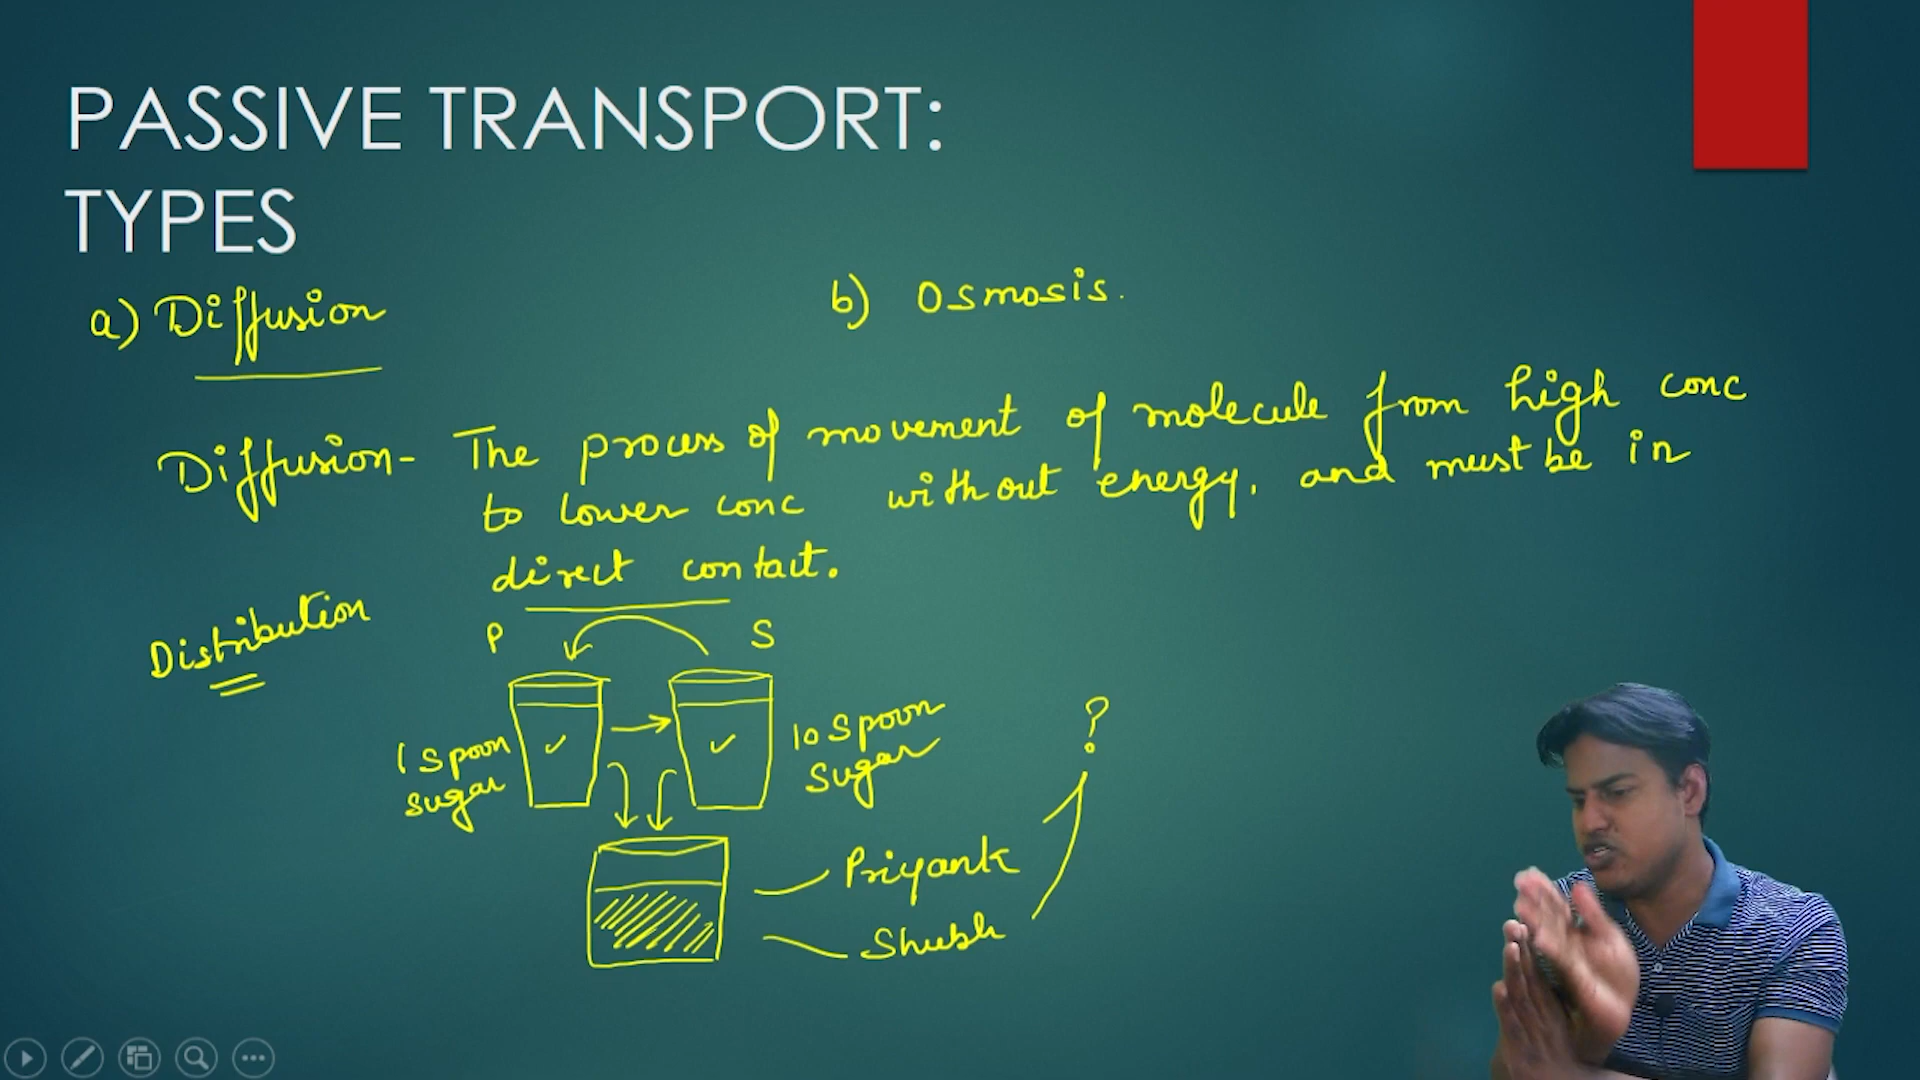 PASSIVE TRANSPORT:
TYPES
a) Diffusion
b) Osmosis.
Diffusion- The process of movement of molecule from high conc
to lower conc without energy, and must be in
direct contact.
Distribution
P
S
1 spoon
sugar
10 spoon
sugar
?
Priyank
Shubh